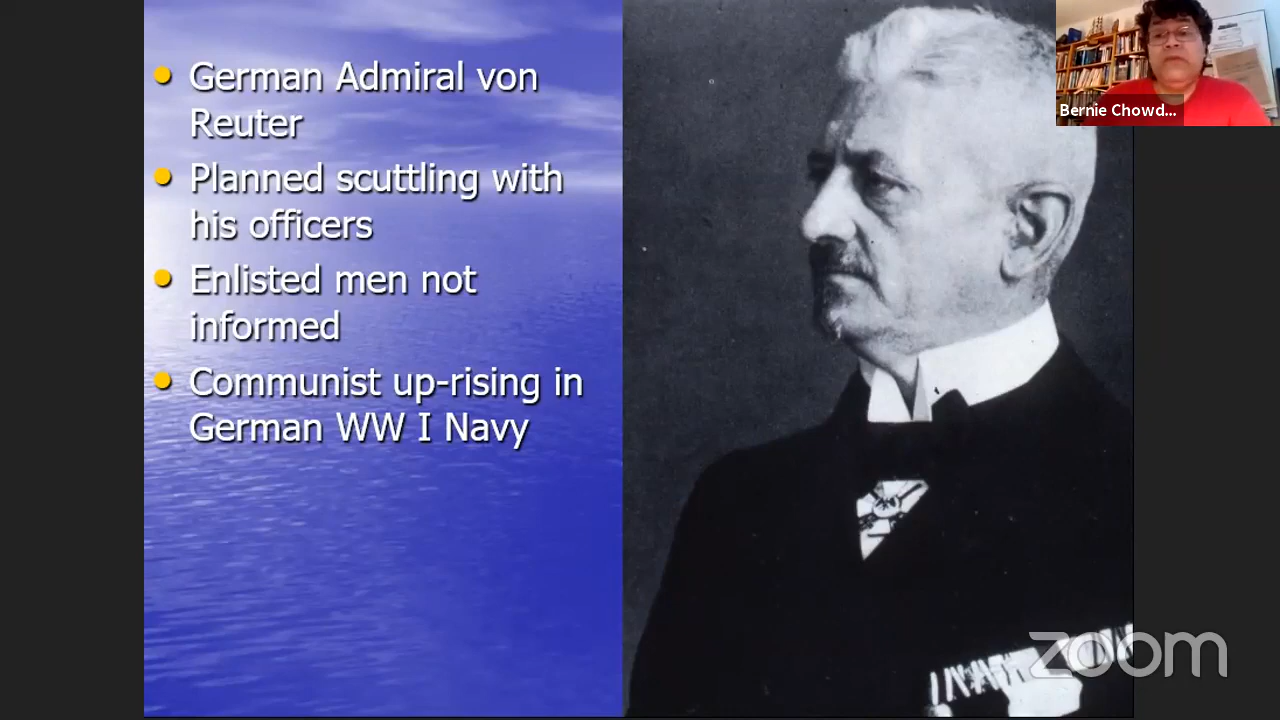 German Admiral von
Reuter
Planned scuttling with
his officers
Enlisted men not
informed
Communist up-rising in
German WW I Navy
Bernie Chowd...
zoom